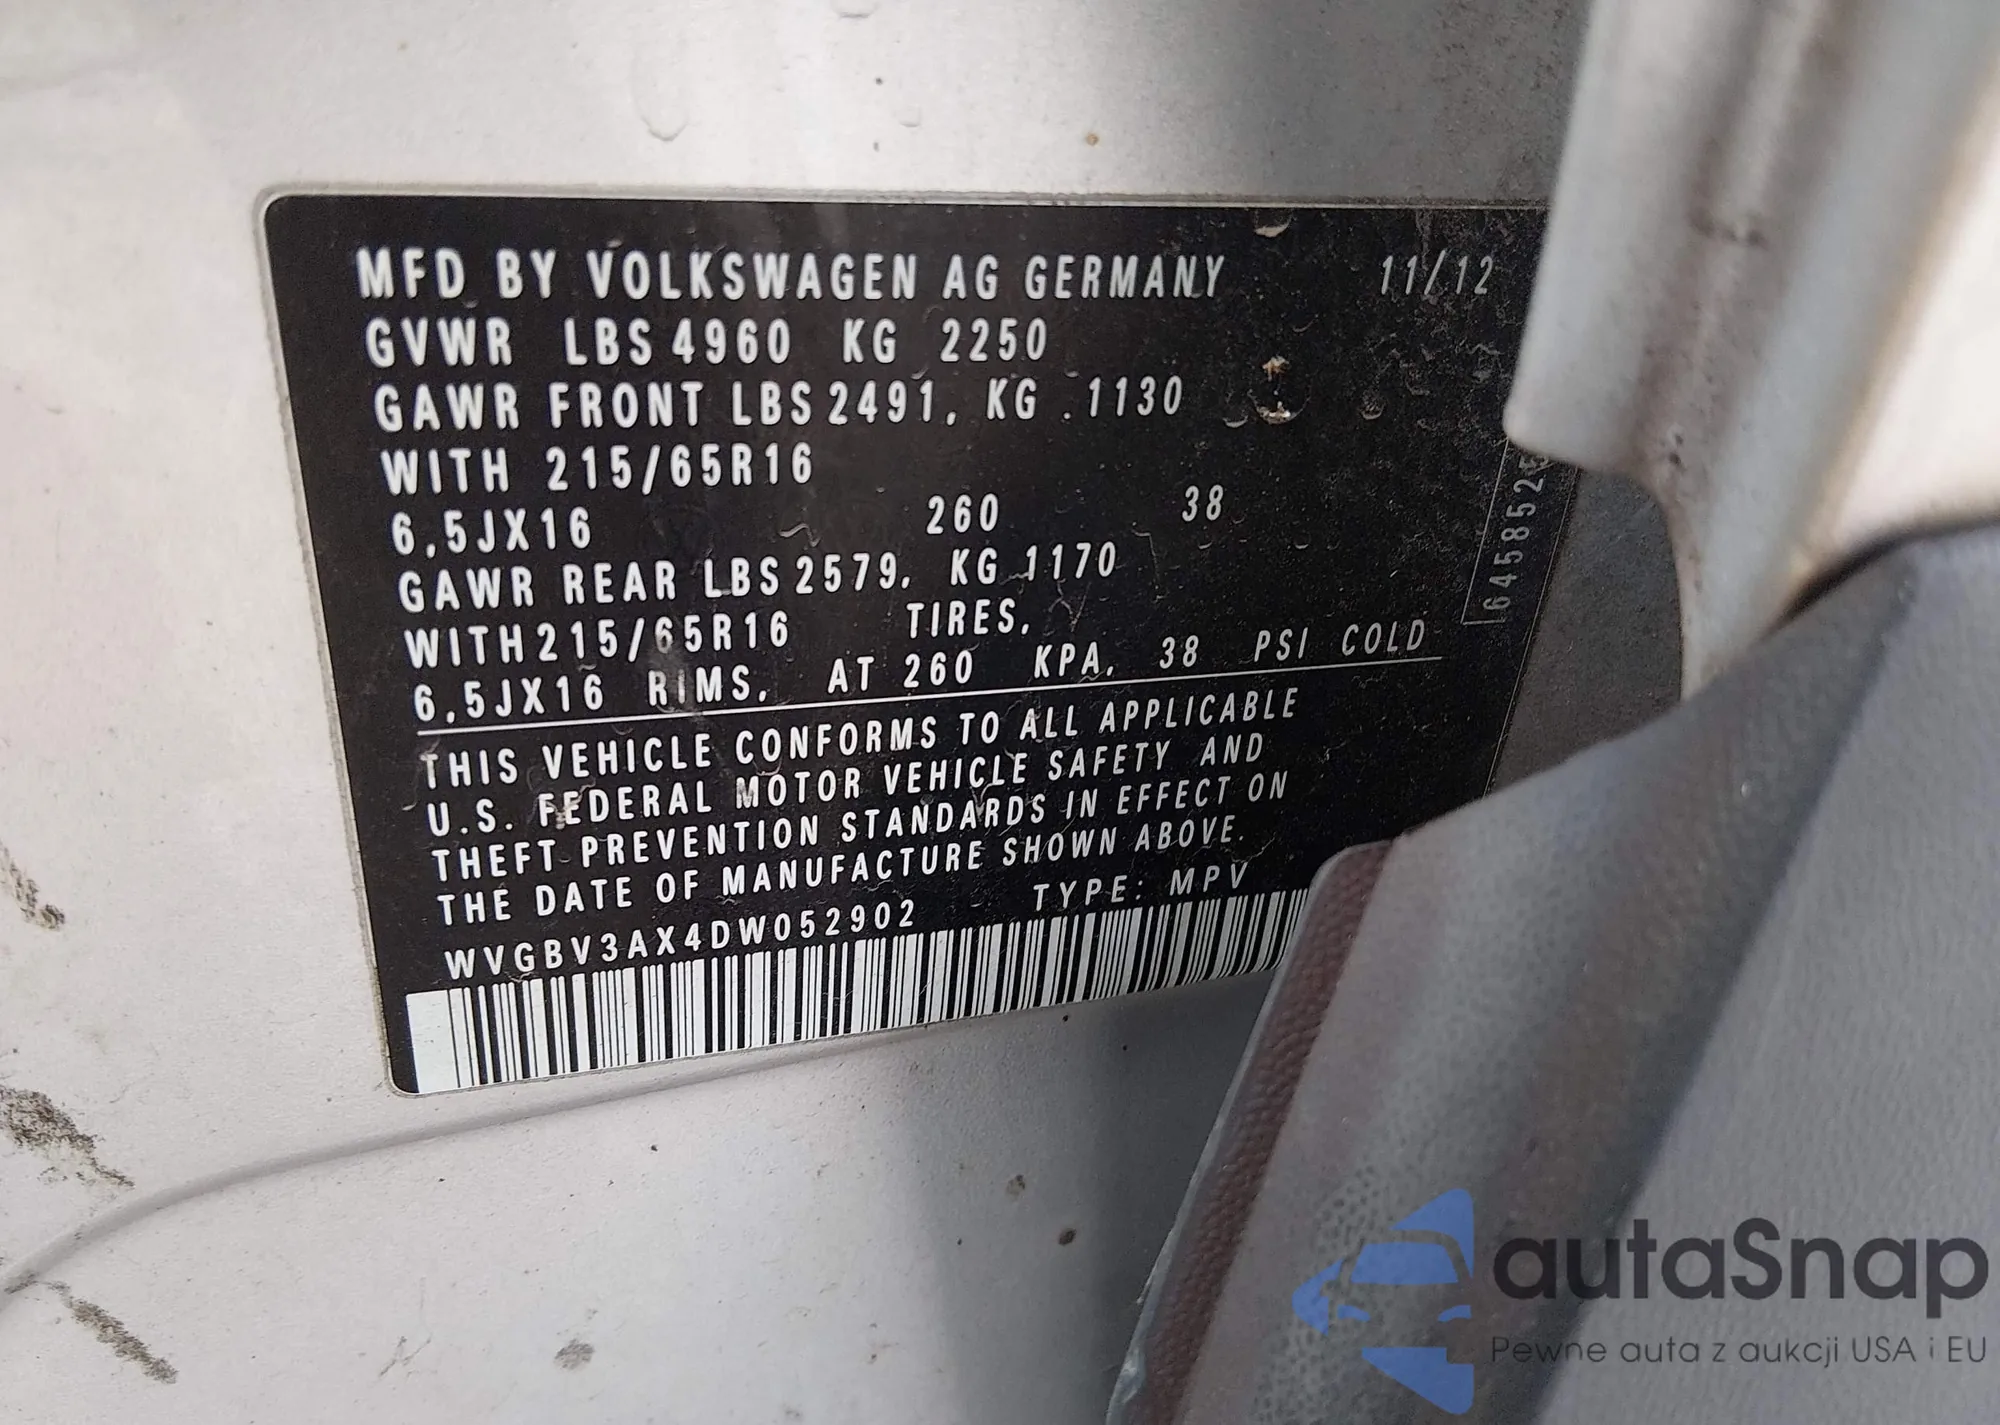 MFD BY VOLKSWAGEN AG GERMANY 11/12
GVWR LBS 4960 KG 2250
GAWR FRONT LBS 2491, KG .1130
WITH 215/65R16
6,5JX16 260 38
GAWR REAR LBS 2579, KG 1170
WITH 215/65R16 TIRES,
6,5JX16 RIMS, AT 260 KPA, 38 PSI COLD
THIS VEHICLE CONFORMS TO ALL APPLICABLE
U.S. FEDERAL MOTOR VEHICLE SAFETY AND
THEFT PREVENTION STANDARDS IN EFFECT ON
THE DATE OF MANUFACTURE SHOWN ABOVE.
WVGBV3AX4DW052902 TYPE: MPV
autaSnap
Pewne auta z aukcji USA i EU